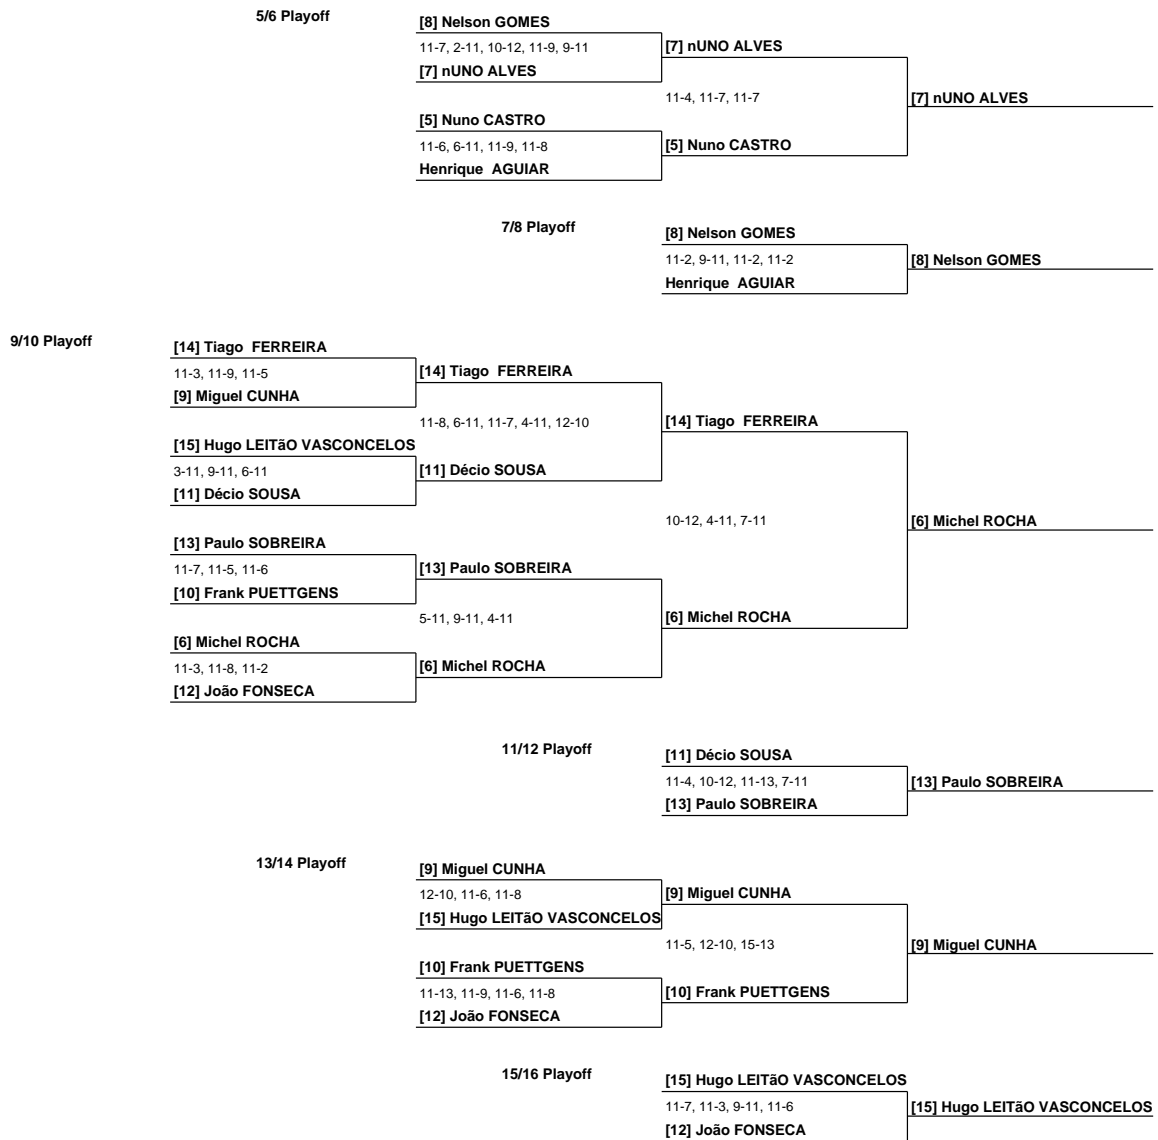 5/6 Playoff
[8] Nelson GOMES
11-7, 2-11, 10-12, 11-9, 9-11
[7] nUNO ALVES
[7] nUNO ALVES
11-4, 11-7, 11-7
[7] nUNO ALVES
[5] Nuno CASTRO
11-6, 6-11, 11-9, 11-8
[5] Nuno CASTRO
Henrique  AGUIAR
7/8 Playoff
[8] Nelson GOMES
11-2, 9-11, 11-2, 11-2
[8] Nelson GOMES
Henrique  AGUIAR
9/10 Playoff
[14] Tiago  FERREIRA
11-3, 11-9, 11-5
[14] Tiago  FERREIRA
[9] Miguel CUNHA
11-8, 6-11, 11-7, 4-11, 12-10
[14] Tiago  FERREIRA
[15] Hugo LEITãO VASCONCELOS
3-11, 9-11, 6-11
[11] Décio SOUSA
[11] Décio SOUSA
10-12, 4-11, 7-11
[6] Michel ROCHA
[13] Paulo SOBREIRA
11-7, 11-5, 11-6
[13] Paulo SOBREIRA
[10] Frank PUETTGENS
5-11, 9-11, 4-11
[6] Michel ROCHA
[6] Michel ROCHA
11-3, 11-8, 11-2
[6] Michel ROCHA
[12] João FONSECA
11/12 Playoff
[11] Décio SOUSA
11-4, 10-12, 11-13, 7-11
[13] Paulo SOBREIRA
[13] Paulo SOBREIRA
13/14 Playoff
[9] Miguel CUNHA
12-10, 11-6, 11-8
[9] Miguel CUNHA
[15] Hugo LEITãO VASCONCELOS
11-5, 12-10, 15-13
[9] Miguel CUNHA
[10] Frank PUETTGENS
11-13, 11-9, 11-6, 11-8
[10] Frank PUETTGENS
[12] João FONSECA
15/16 Playoff
[15] Hugo LEITãO VASCONCELOS
11-7, 11-3, 9-11, 11-6
[15] Hugo LEITãO VASCONCELOS
[12] João FONSECA